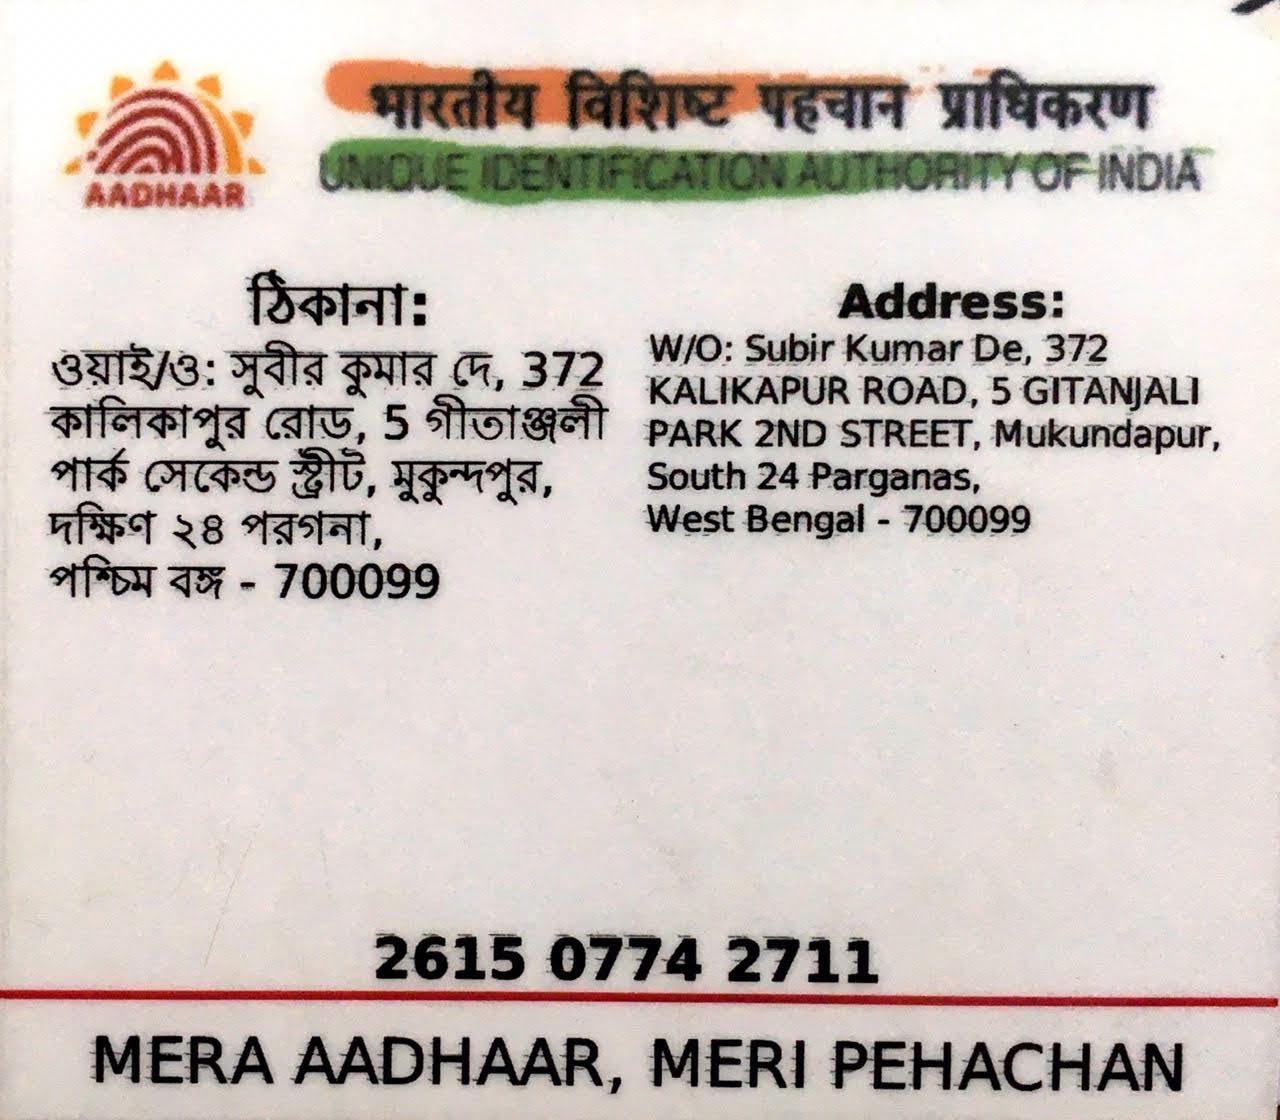 AADHAAR
भारतीय विशिष्ट पहचान प्राधिकरण
UNIQUE IDENTIFICATION AUTHORITY OF INDIA
ঠিকানা:
ওয়াই/ও: সুবীর কুমার দে, 372
কালিকাপুর রোড, 5 গীতাঞ্জলী
পার্ক সেকেন্ড স্ট্রীট, মুকুন্দপুর,
দক্ষিণ ২৪ পরগনা,
পশ্চিম বঙ্গ - 700099
Address:
W/O: Subir Kumar De, 372
KALIKAPUR ROAD, 5 GITANJALI
PARK 2ND STREET, Mukundapur,
South 24 Parganas,
West Bengal - 700099
2615 0774 2711
MERA AADHAAR, MERI PEHACHAN